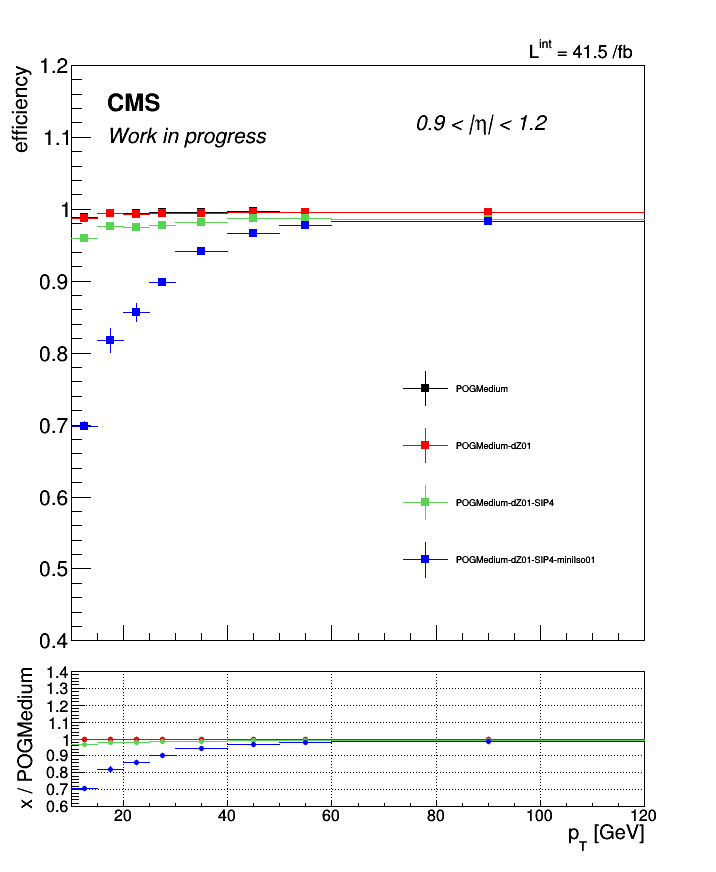 L^int = 41.5 /fb
efficiency
CMS
Work in progress
0.9 < |η| < 1.2
1.2
1.1
1
0.9
0.8
0.7
0.6
0.5
0.4
POGMedium
POGMedium-dZ01
POGMedium-dZ01-SIP4
POGMedium-dZ01-SIP4-miniIso01
x / POGMedium
1.4
1.3
1.2
1.1
1
0.9
0.8
0.7
0.6
20 40 60 80 100 120
p_T [GeV]